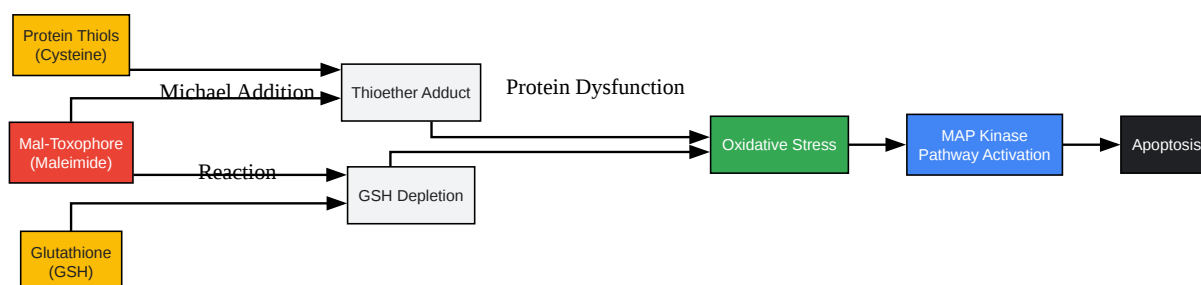 Protein Thiols
(Cysteine)
Michael Addition
Thioether Adduct
Protein Dysfunction
Mal-Toxophore
(Maleimide)
Reaction
GSH Depletion
Oxidative Stress
MAP Kinase
Pathway Activation
Apoptosis
Glutathione
(GSH)